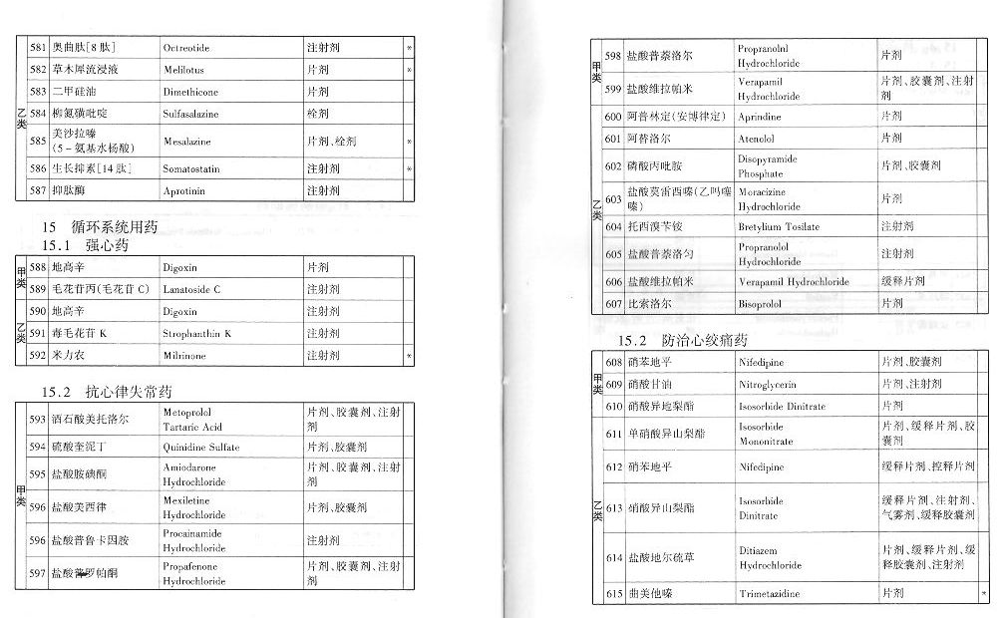 乙类
581 奥曲肽[8肽] Octreotide 注射剂 *
582 草木犀流浸液 Melilotus 片剂 *
583 二甲硅油 Dimethicone 片剂
584 柳氮磺吡啶 Sulfasalazine 栓剂
585 美沙拉嗪 (5-氨基水杨酸) Mesalazine 片剂、栓剂 *
586 生长抑素[14肽] Somatostatin 注射剂 *
587 抑肽酶 Aprotinin 注射剂
15 循环系统用药
15.1 强心药
甲类
588 地高辛 Digoxin 片剂
589 毛花苷丙(毛花苷C) Lanatoside C 注射剂
乙类
590 地高辛 Digoxin 注射剂
591 毒毛花苷K Strophanthin K 注射剂
592 米力农 Milrinone 注射剂 *
15.2 抗心律失常药
甲类
593 酒石酸美托洛尔 Metoprolol Tartaric Acid 片剂、胶囊剂、注射剂
594 硫酸奎泥丁 Quinidine Sulfate 片剂、胶囊剂
595 盐酸胺碘酮 Amiodarone Hydrochloride 片剂、胶囊剂、注射剂
596 盐酸美西律 Mexiletine Hydrochloride 片剂、胶囊剂
596 盐酸普鲁卡因胺 Procainamide Hydrochloride 注射剂
597 盐酸普罗帕酮 Propafenone Hydrochloride 片剂、胶囊剂、注射剂
甲类
598 盐酸普萘洛尔 Propranolnl Hydrochloride 片剂
599 盐酸维拉帕米 Verapamil Hydrochloride 片剂、胶囊剂、注射剂
乙类
600 阿普林定(安博律定) Aprindine 片剂
601 阿替洛尔 Atenolol 片剂
602 磷酸丙吡胺 Disopyramide Phosphate 片剂、胶囊剂
603 盐酸莫雷西嗪(乙吗噻嗪) Moracizine Hydrochloride 片剂
604 托西溴苄铵 Bretylium Tosilate 注射剂
605 盐酸普萘洛勻 Propranolol Hydrochloride 注射剂
606 盐酸维拉帕米 Verapamil Hydrochloride 缓释片剂
607 比索洛尔 Bisoprolol 片剂
15.2 防治心绞痛药
甲类
608 硝苯地平 Nifedipine 片剂、胶囊剂
609 硝酸甘油 Nitroglycerin 片剂、注射剂
610 硝酸异地梨酯 Isosorbide Dinitrate 片剂
乙类
611 单硝酸异山梨酯 Isosorbide Mononitrate 片剂、缓释片剂、胶囊剂
612 硝苯地平 Nifedipine 缓释片剂、控释片剂
613 硝酸异山梨酯 Isosorbide Dinitrate 缓释片剂、注射剂、气雾剂、缓释胶囊剂
614 盐酸地尔硫草 Ditiazem Hydrochloride 片剂、缓释片剂、缓释胶囊剂、注射剂
615 曲美他嗪 Trimetazidine 片剂 *